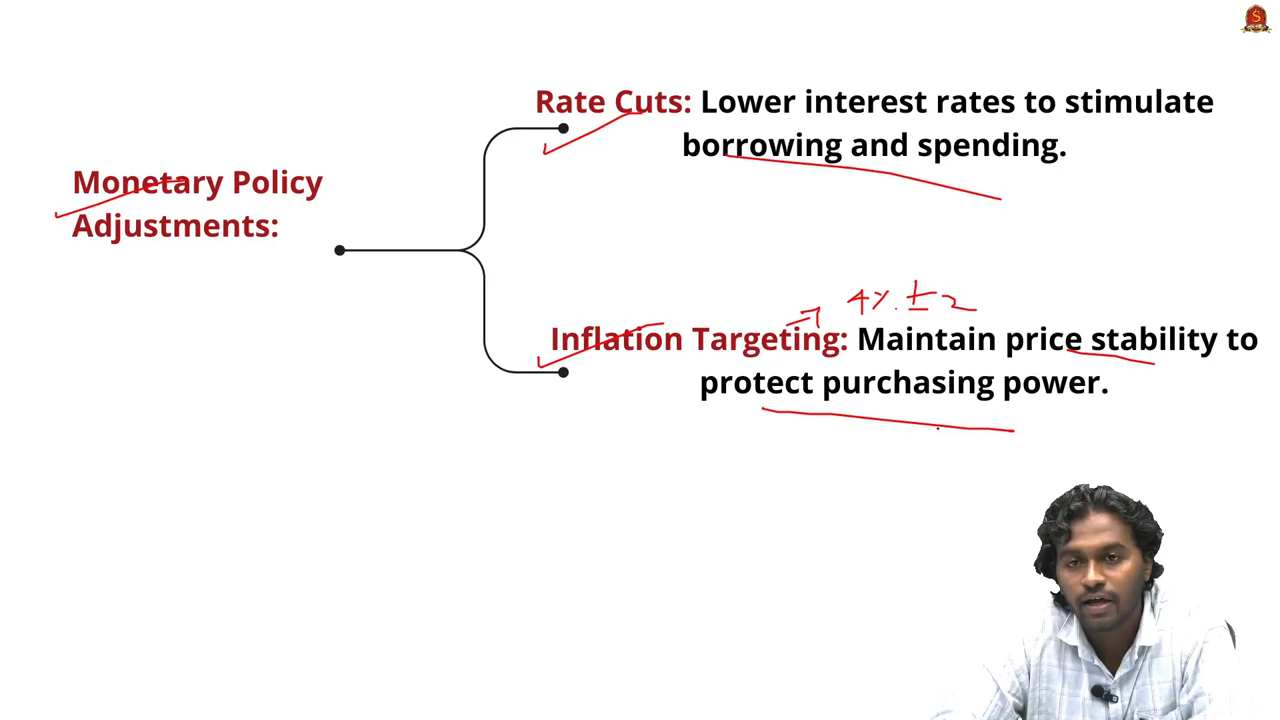 Rate Cuts: Lower interest rates to stimulate
borrowing and spending.
Monetary Policy
Adjustments:
4%. ± 2
Inflation Targeting: Maintain price stability to
protect purchasing power.